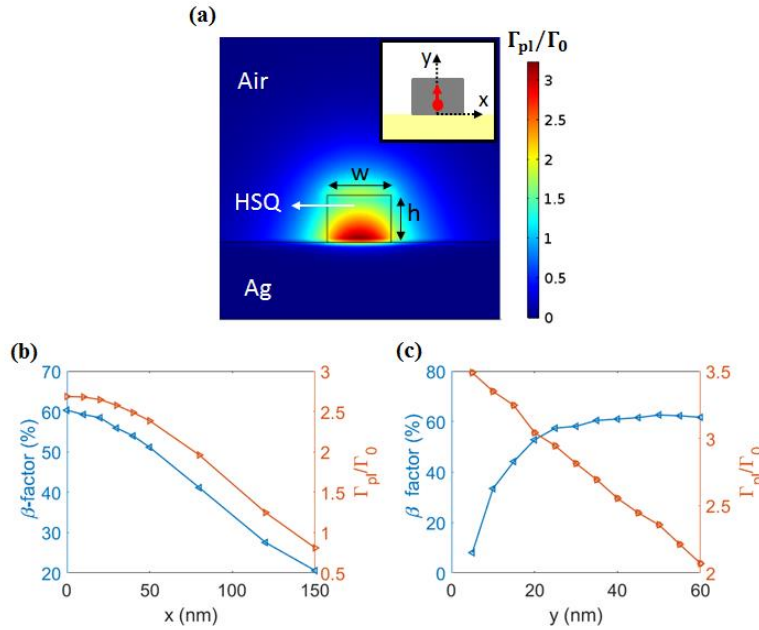 (a)
Γpl/Γ0
Air
y
x
w
HSQ
h
Ag
3
2.5
2
1.5
1
0.5
0
(b)
70
60
50
40
30
20
β-factor (%)
0
50
100
150
x (nm)
3
2.5
2
1.5
1
0.5
Γpl/Γ0
(c)
80
60
40
20
0
β factor (%)
0
20
40
60
y (nm)
3.5
3
2.5
2
Γpl/Γ0